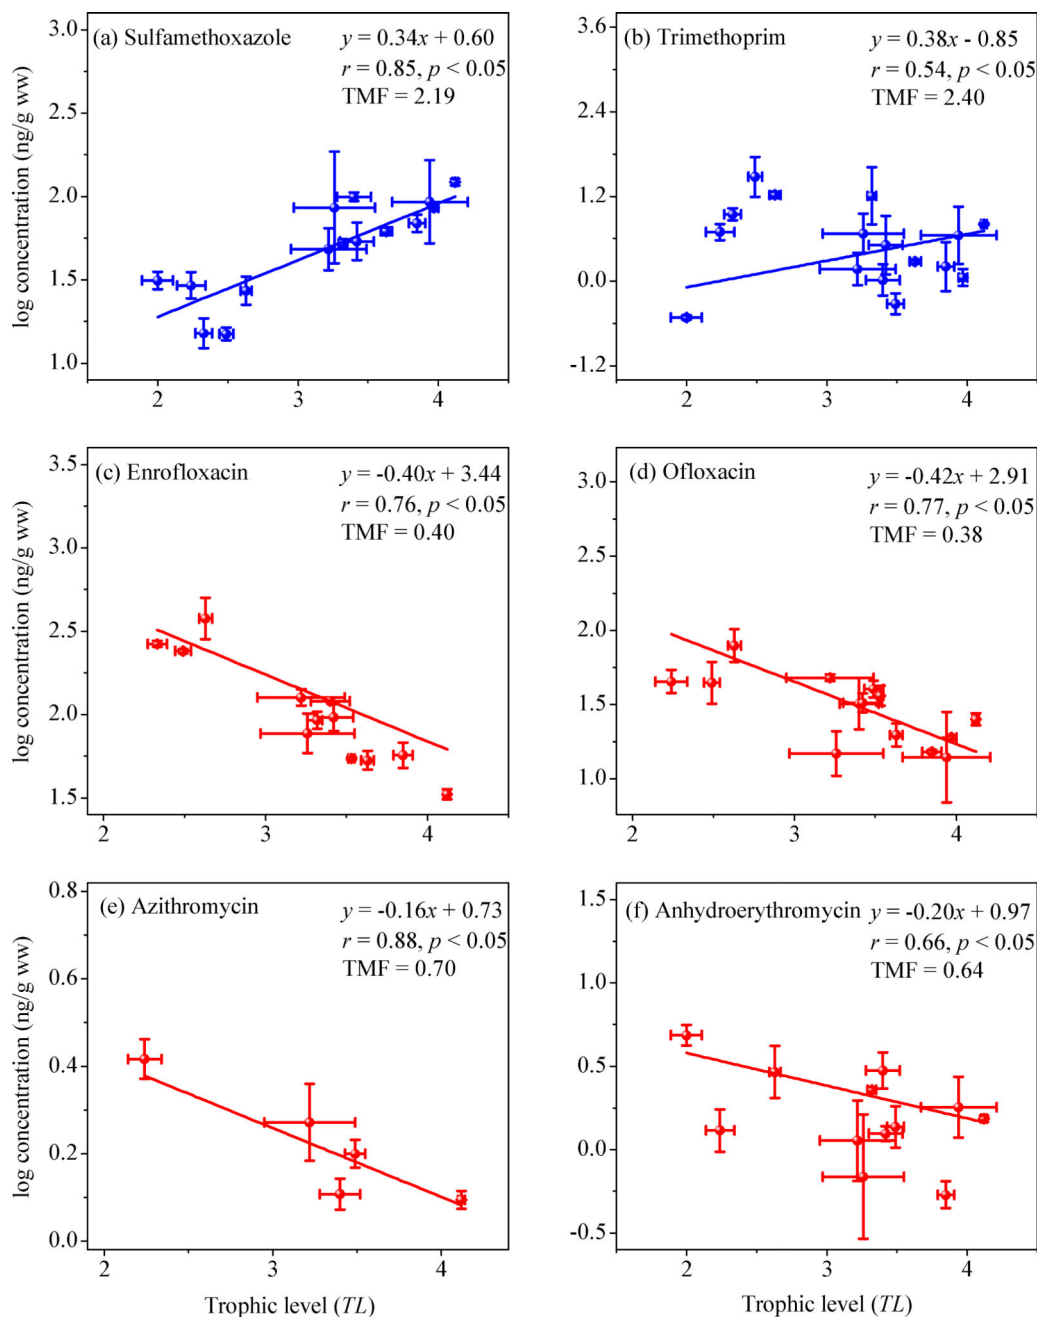 (a) Sulfamethoxazole
y = 0.34x + 0.60
r = 0.85, p < 0.05
TMF = 2.19
log concentration (ng/g ww)
3.0
2.5
2.0
1.5
1.0
2
3
4
(b) Trimethoprim
y = 0.38x - 0.85
r = 0.54, p < 0.05
TMF = 2.40
3.6
2.4
1.2
0.0
-1.2
2
3
4
(c) Enrofloxacin
y = -0.40x + 3.44
r = 0.76, p < 0.05
TMF = 0.40
log concentration (ng/g ww)
3.5
3.0
2.5
2.0
1.5
2
3
4
(d) Ofloxacin
y = -0.42x + 2.91
r = 0.77, p < 0.05
TMF = 0.38
3.0
2.5
2.0
1.5
1.0
2
3
4
(e) Azithromycin
y = -0.16x + 0.73
r = 0.88, p < 0.05
TMF = 0.70
log concentration (ng/g ww)
0.8
0.6
0.4
0.2
0.0
2
3
4
Trophic level (TL)
(f) Anhydroerythromycin
y = -0.20x + 0.97
r = 0.66, p < 0.05
TMF = 0.64
1.5
1.0
0.5
0.0
-0.5
2
3
4
Trophic level (TL)